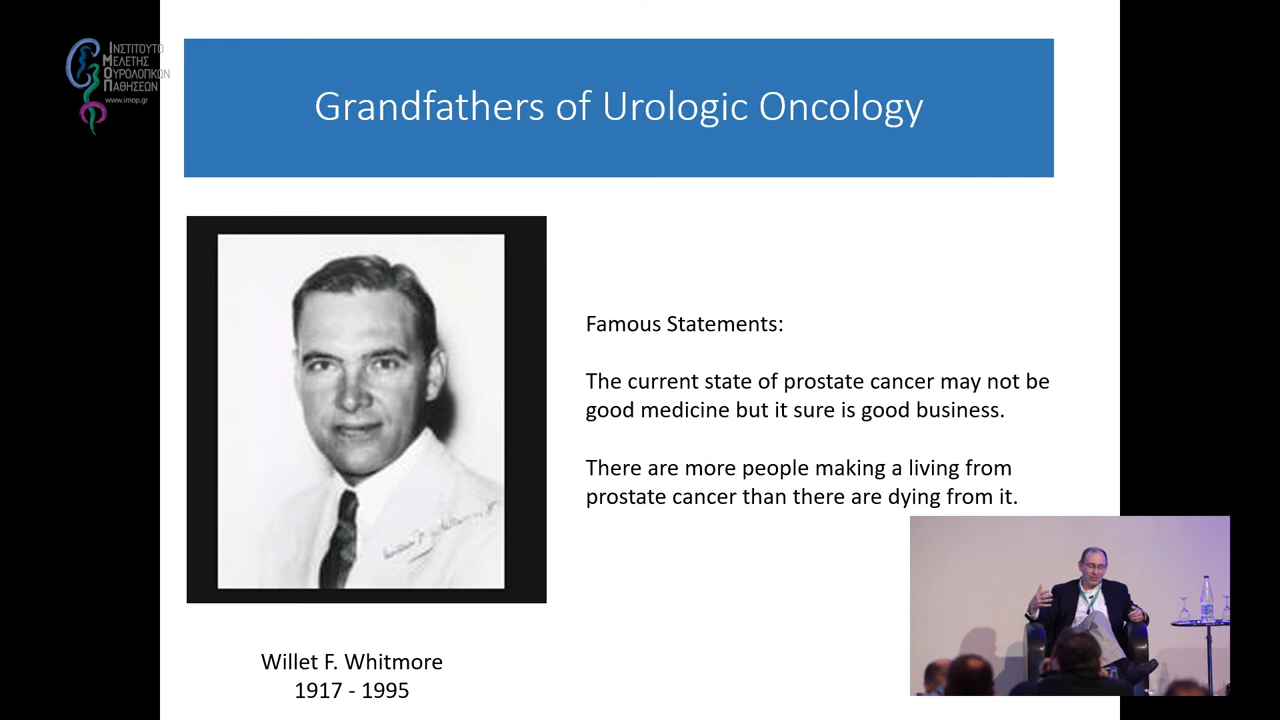 ΙΝΣΤΙΤΟΥΤΟ
ΜΕΛΕΤΗΣ
ΟΥΡΟΛΟΓΙΚΩΝ
ΠΑΘΗΣΕΩΝ
www.imop.gr
Grandfathers of Urologic Oncology
Famous Statements:
The current state of prostate cancer may not be
good medicine but it sure is good business.
There are more people making a living from
prostate cancer than there are dying from it.
Willet F. Whitmore
1917 - 1995